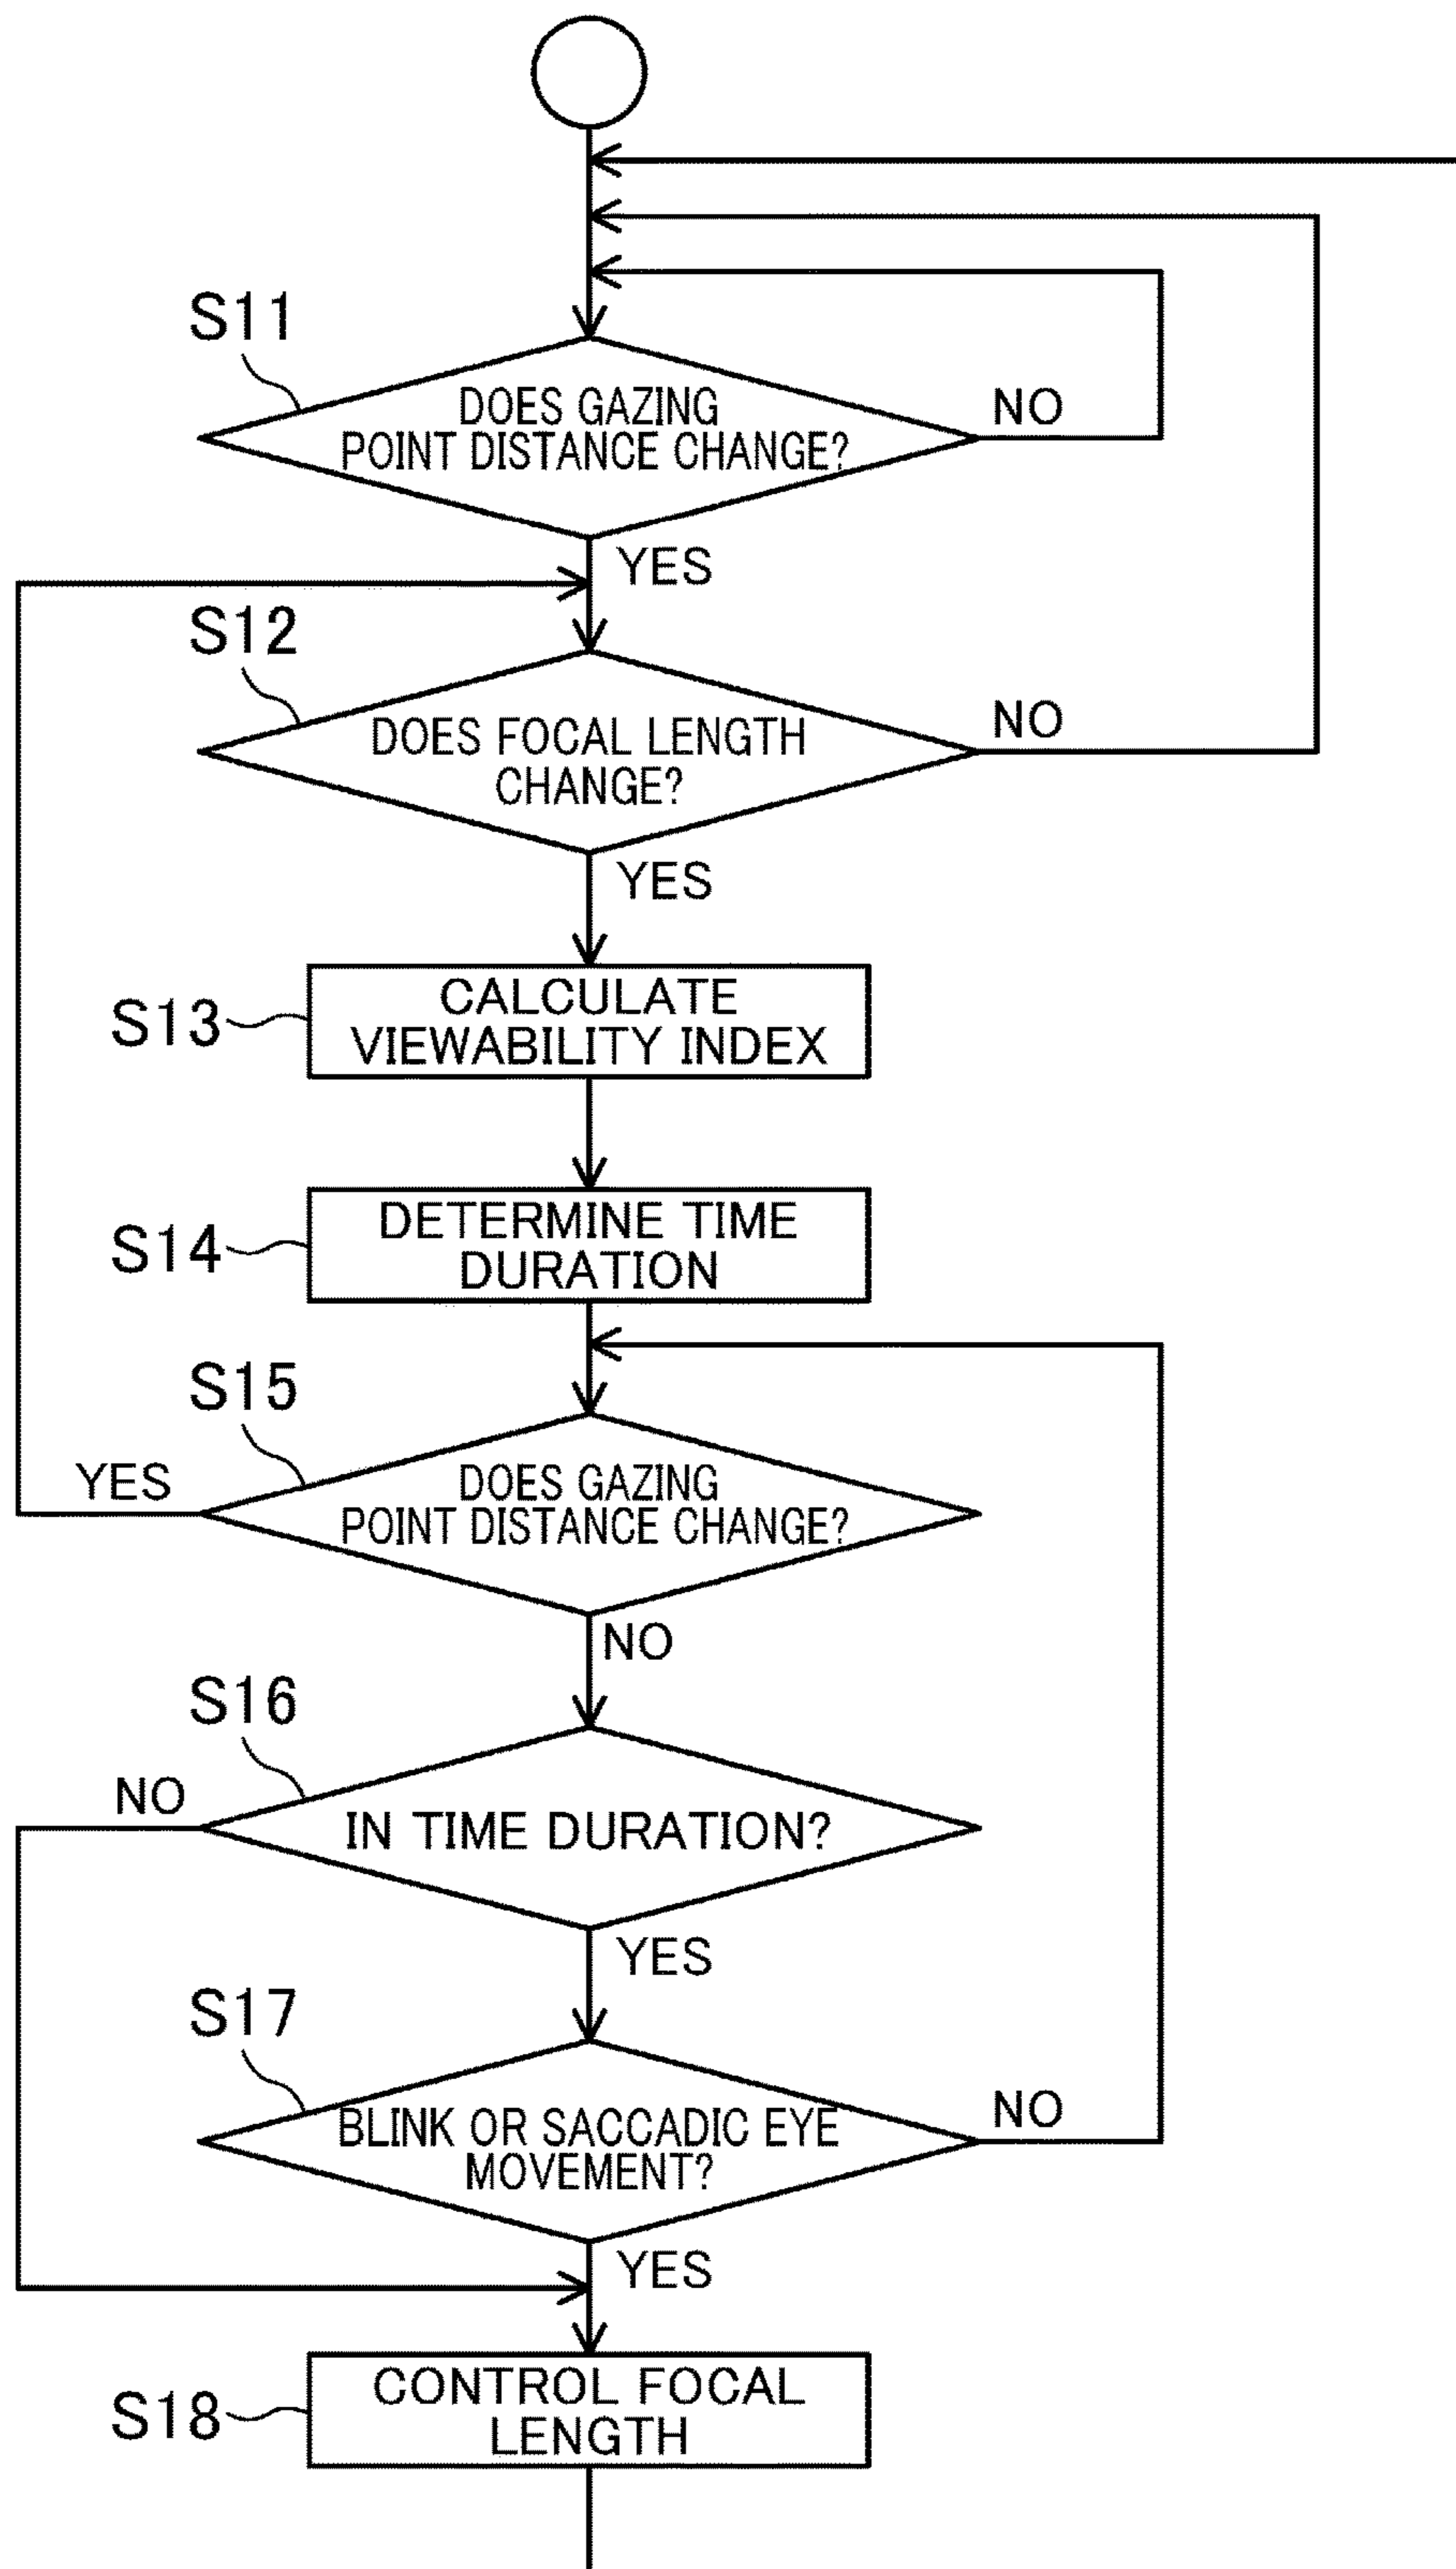 S11
DOES GAZING
POINT DISTANCE CHANGE?
NO
YES
S12
DOES FOCAL LENGTH
CHANGE?
NO
YES
S13
CALCULATE
VIEWABILITY INDEX
S14
DETERMINE TIME
DURATION
S15
YES
DOES GAZING
POINT DISTANCE CHANGE?
NO
S16
NO
IN TIME DURATION?
YES
S17
BLINK OR SACCADIC EYE
MOVEMENT?
NO
YES
S18
CONTROL FOCAL
LENGTH